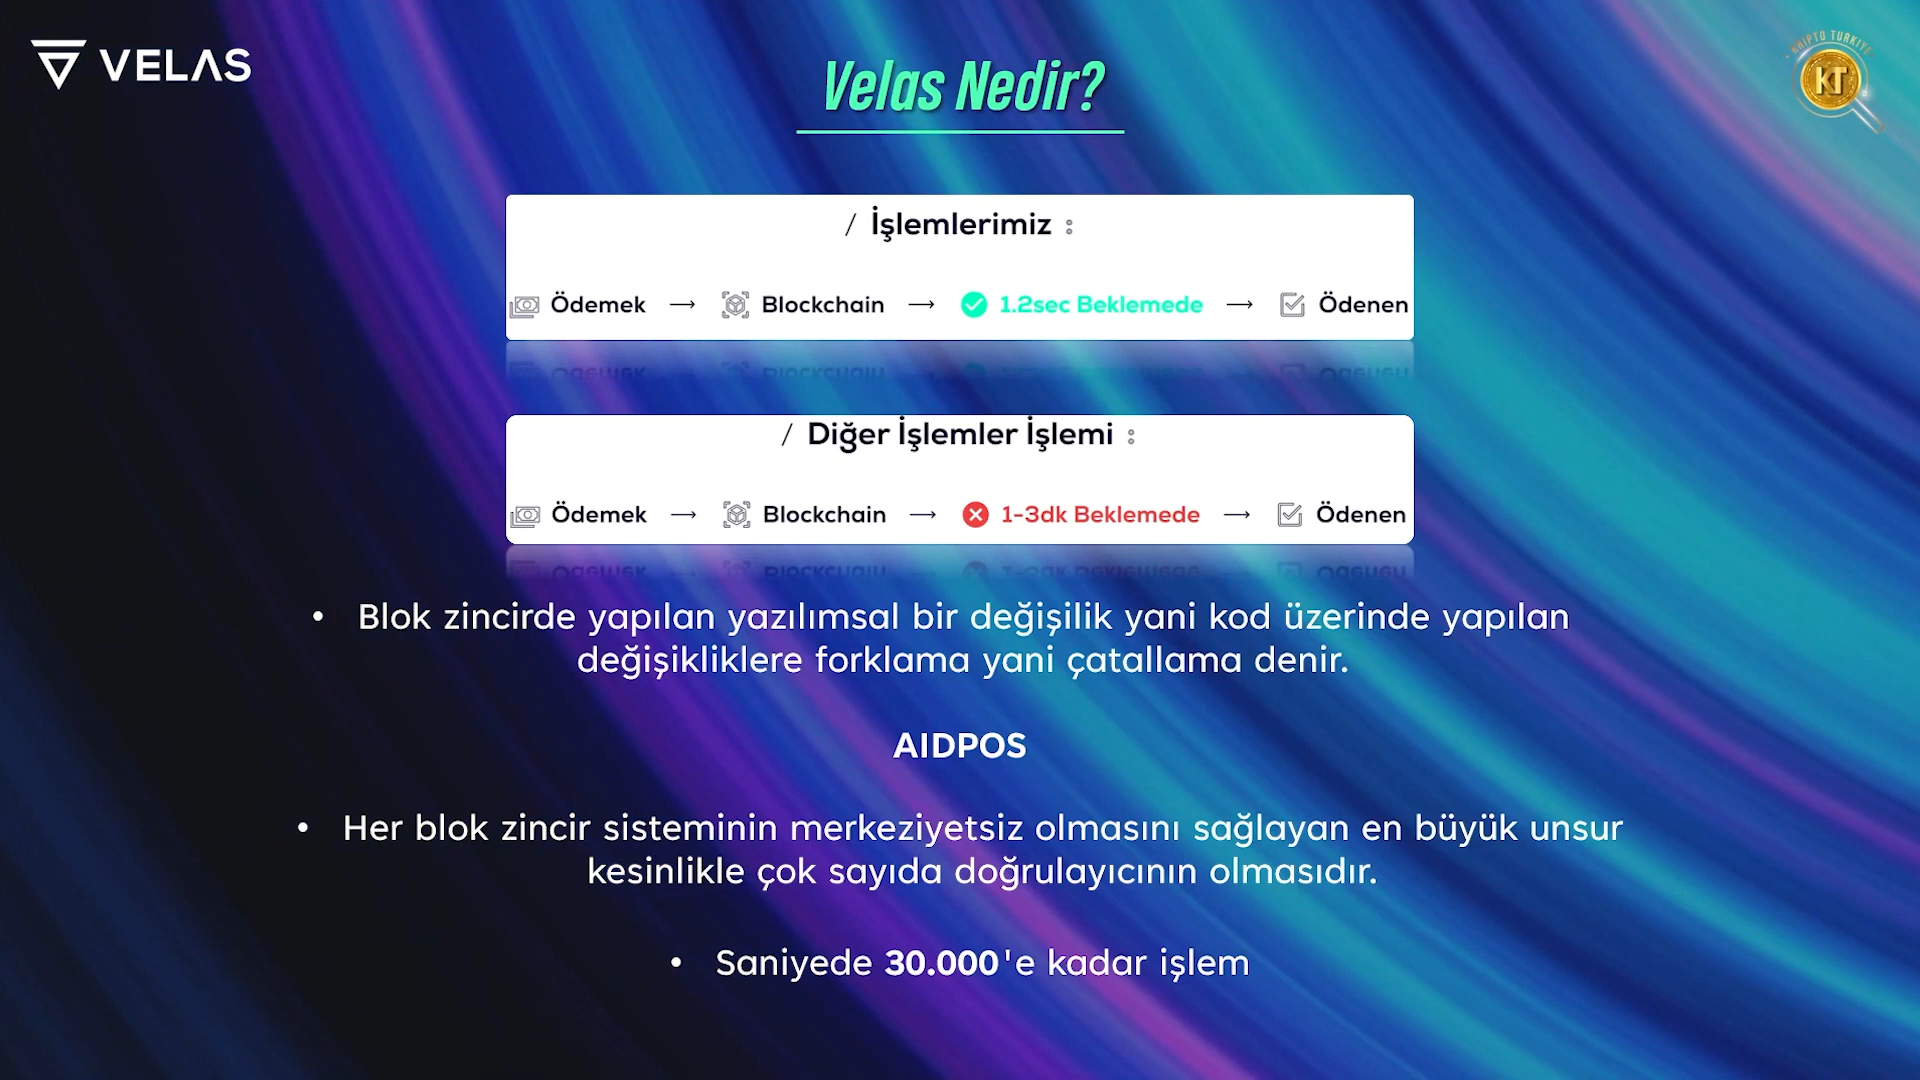 VELAS
KRIPTO TURKIYE
KT
Velas Nedir?
/ İşlemlerimiz :
Ödemek → Blockchain → 1.2sec Beklemede → Ödenen
/ Diğer İşlemler İşlemi :
Ödemek → Blockchain → 1-3dk Beklemede → Ödenen
• Blok zincirde yapılan yazılımsal bir değişilik yani kod üzerinde yapılan
değişikliklere forklama yani çatallama denir.
AIDPOS
• Her blok zincir sisteminin merkeziyetsiz olmasını sağlayan en büyük unsur
kesinlikle çok sayıda doğrulayıcının olmasıdır.
• Saniyede 30.000'e kadar işlem